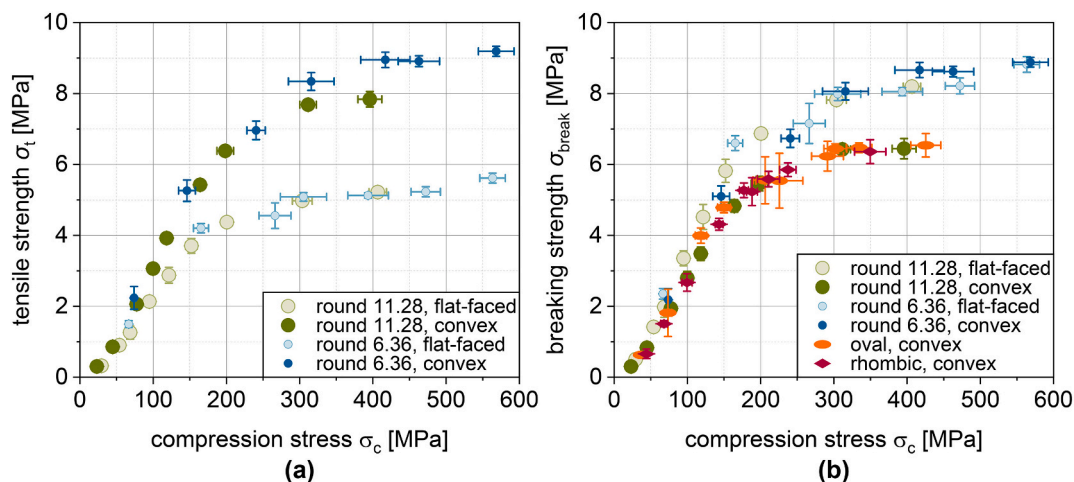 10
8
6
4
2
0
tensile strength σt [MPa]
round 11.28, flat-faced
round 11.28, convex
round 6.36, flat-faced
round 6.36, convex
0 100 200 300 400 500 600
compression stress σc [MPa]
(a)
10
8
6
4
2
0
breaking strength σbreak [MPa]
round 11.28, flat-faced
round 11.28, convex
round 6.36, flat-faced
round 6.36, convex
oval, convex
rhombic, convex
0 100 200 300 400 500 600
compression stress σc [MPa]
(b)